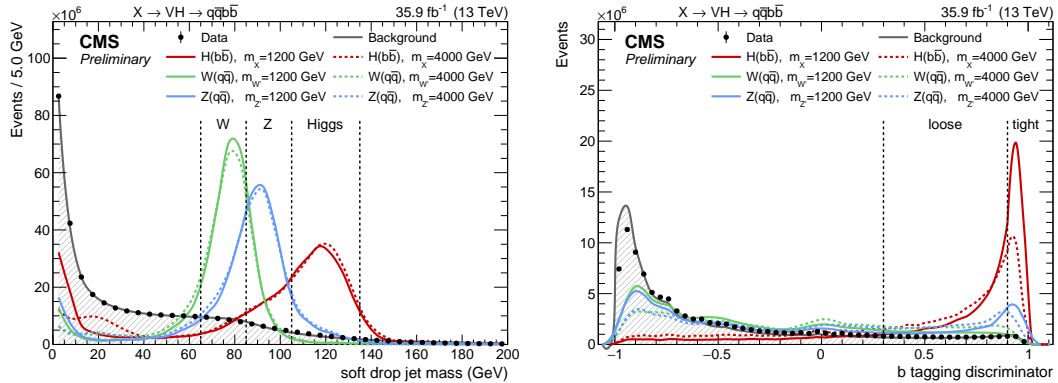 X → VH → qq̅bb̅
35.9 fb⁻¹ (13 TeV)
×10⁶
CMS
Preliminary
Data
Background
H(bb̅), m_X=1200 GeV
H(bb̅), m_X=4000 GeV
W(qq̅), m_W'=1200 GeV
W(qq̅), m_W'=4000 GeV
Z(qq̅), m_Z'=1200 GeV
Z(qq̅), m_Z'=4000 GeV
W
Z
Higgs
Events / 5.0 GeV
100
80
60
40
20
0
0 20 40 60 80 100 120 140 160 180 200
soft drop jet mass (GeV)
X → VH → qq̅bb̅
35.9 fb⁻¹ (13 TeV)
×10⁶
CMS
Preliminary
Data
Background
H(bb̅), m_X=1200 GeV
H(bb̅), m_X=4000 GeV
W(qq̅), m_W'=1200 GeV
W(qq̅), m_W'=4000 GeV
Z(qq̅), m_Z'=1200 GeV
Z(qq̅), m_Z'=4000 GeV
loose
tight
Events
30
25
20
15
10
5
0
−1 −0.5 0 0.5 1
b tagging discriminator